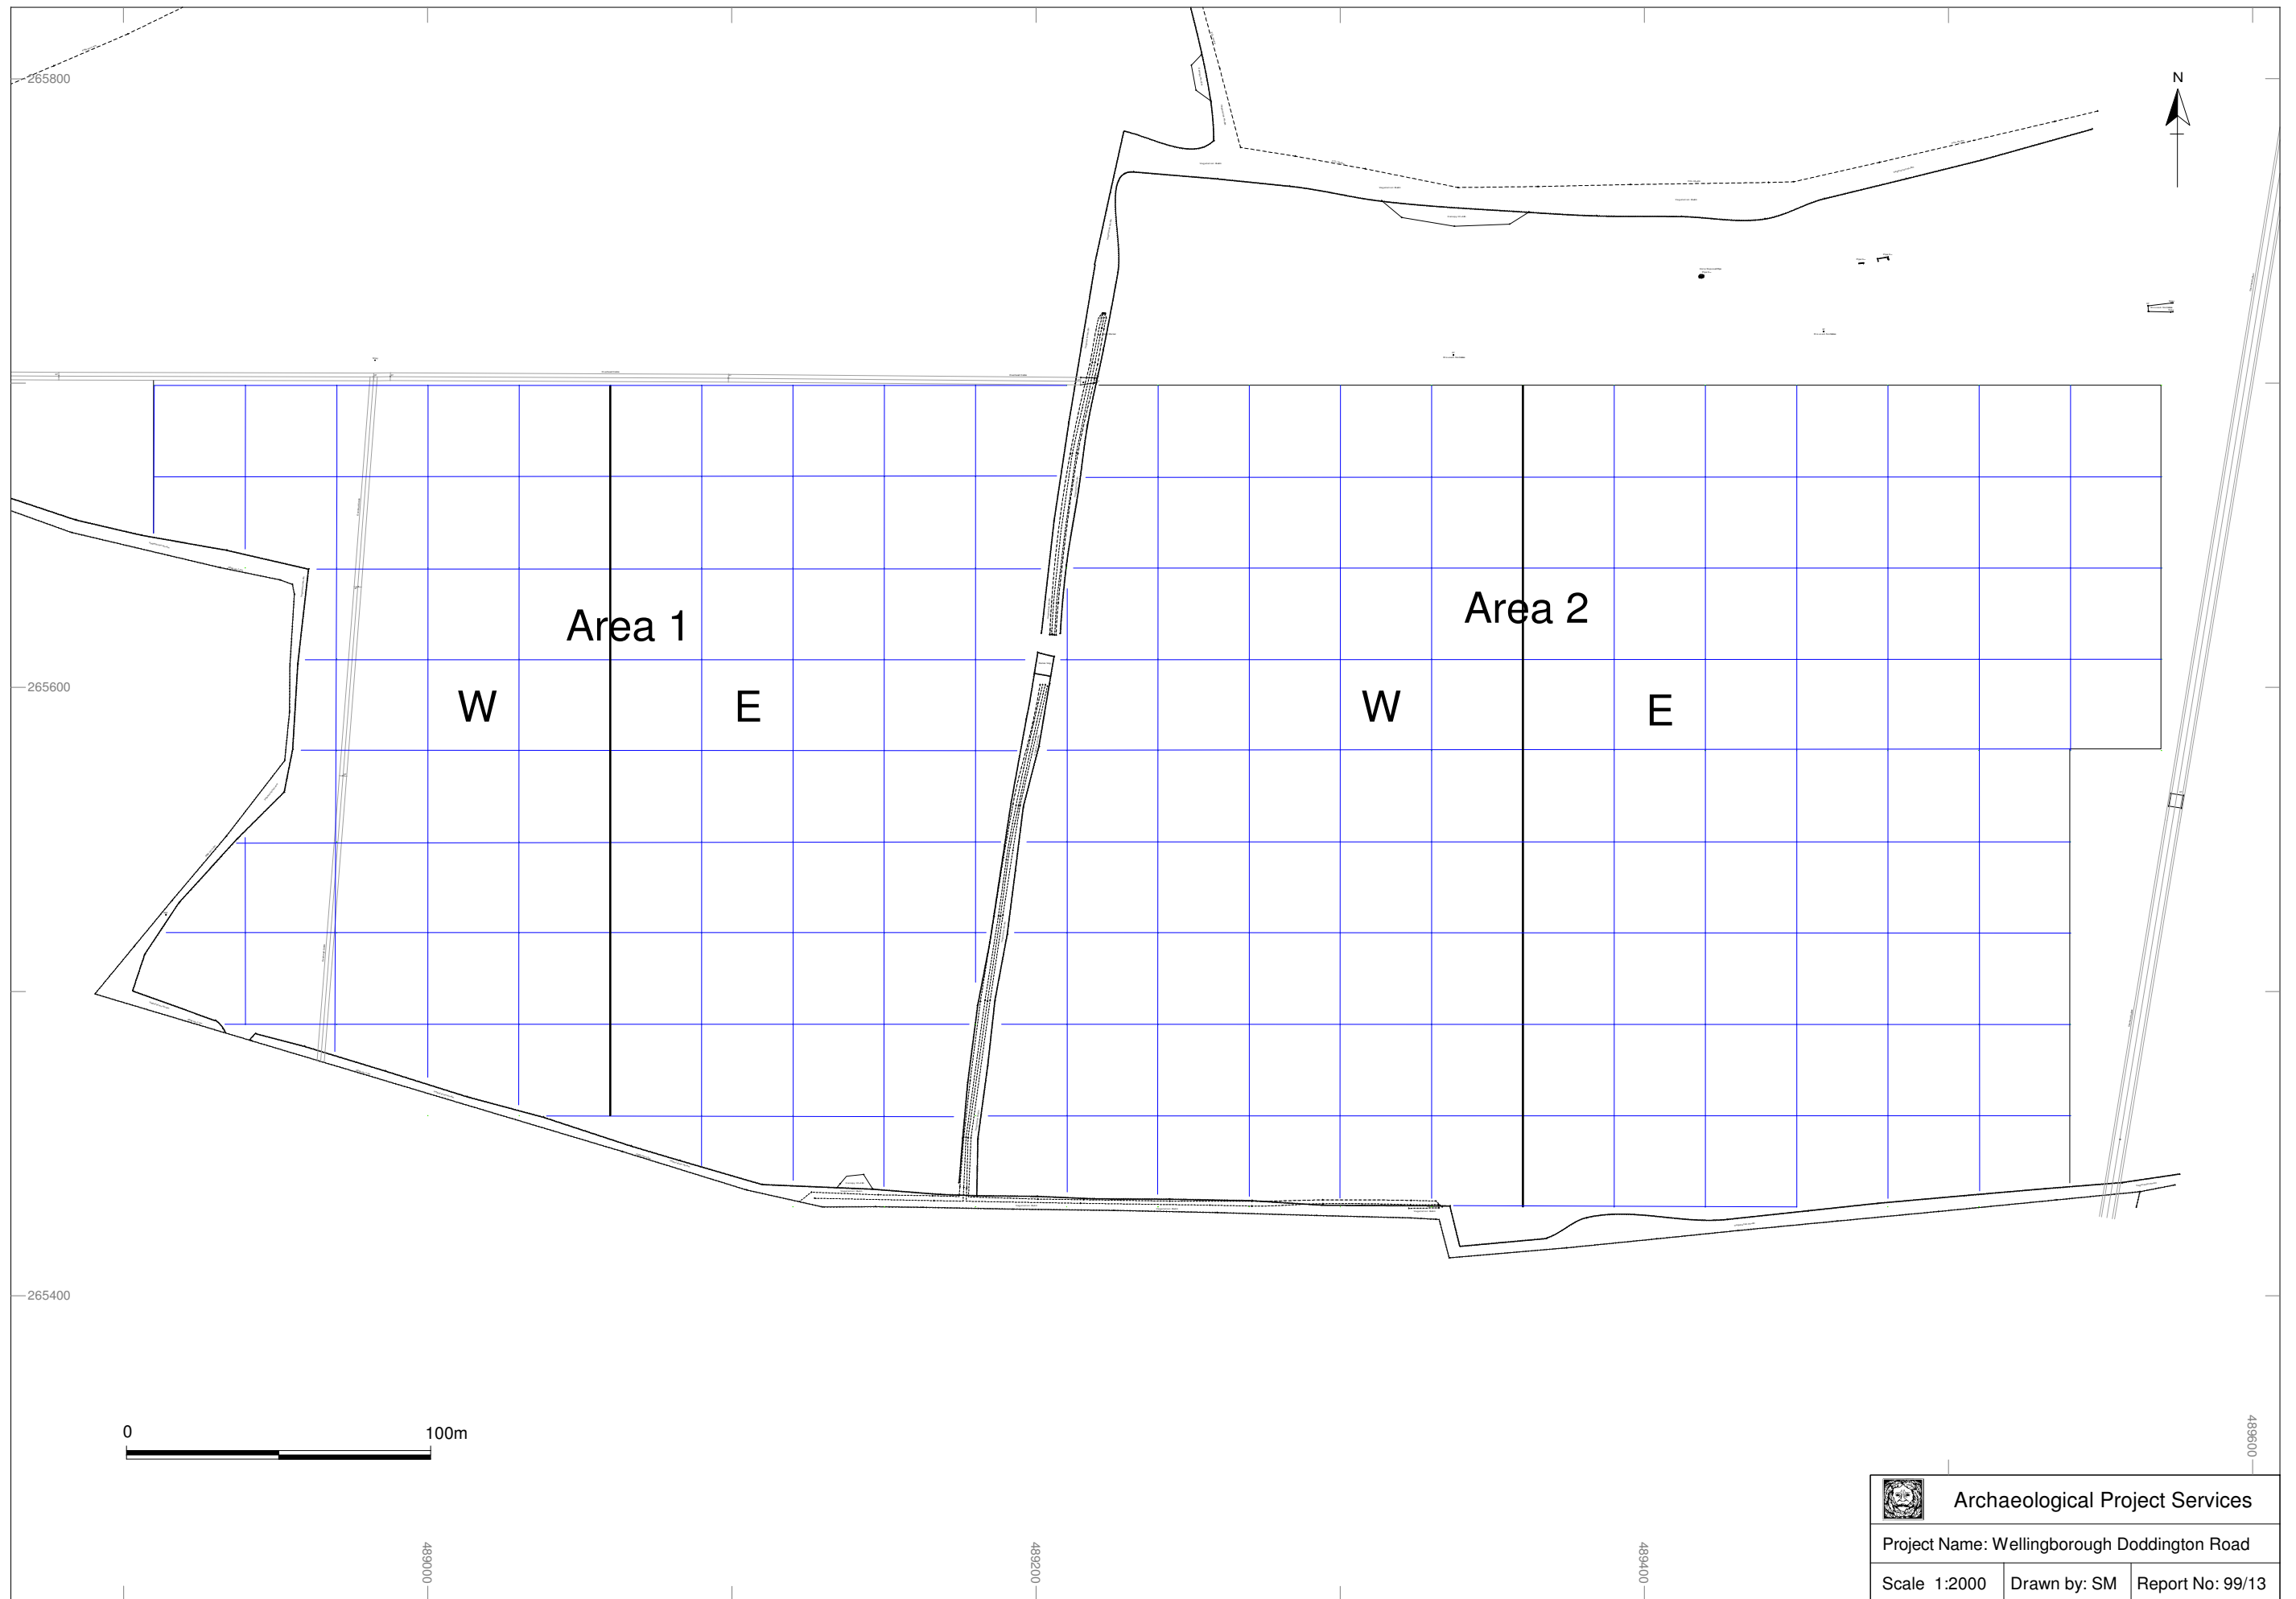 265800
N
Area 1
Area 2
265600
W
E
W
E
265400
0
100m
489000
489200
489400
489600
Archaeological Project Services
Project Name: Wellingborough Doddington Road
Scale 1:2000
Drawn by: SM
Report No: 99/13